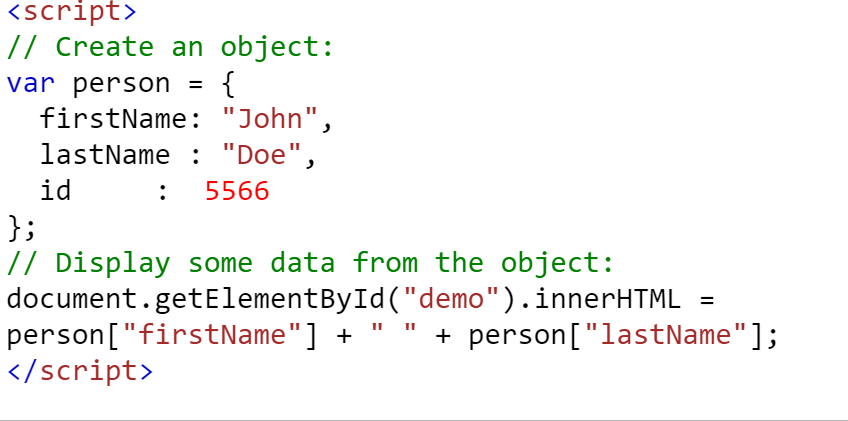 <script>
// Create an object:
var person = {
  firstName: "John",
  lastName : "Doe",
  id     :  5566
};
// Display some data from the object:
document.getElementById("demo").innerHTML =
person["firstName"] + " " + person["lastName"];
</script>